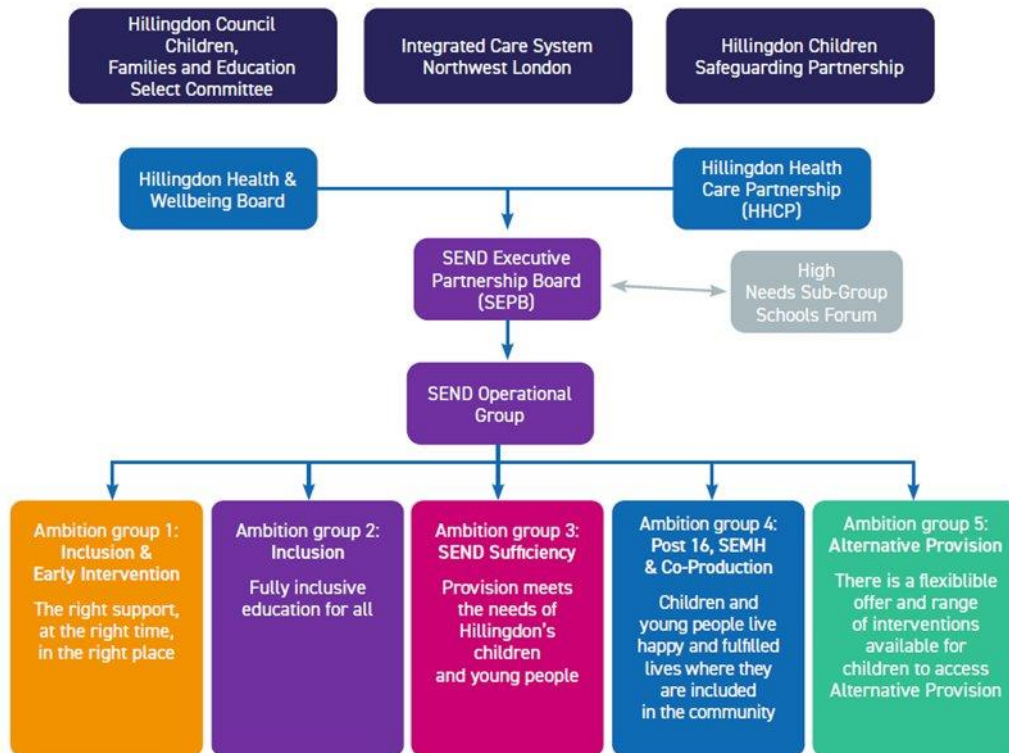 Hillingdon Council
Children,
Families and Education
Select Committee
Integrated Care System
Northwest London
Hillingdon Children
Safeguarding Partnership
Hillingdon Health &
Wellbeing Board
Hillingdon Health
Care Partnership
(HHCP)
SEND Executive
Partnership Board
(SEPB)
High
Needs Sub-Group
Schools Forum
SEND Operational
Group
Ambition group 1:
Inclusion &
Early Intervention
The right support,
at the right time,
in the right place
Ambition group 2:
Inclusion
Fully inclusive
education for all
Ambition group 3:
SEND Sufficiency
Provision meets
the needs of
Hillingdon's
children
and young people
Ambition group 4:
Post 16, SEMH
& Co-Production
Children and
young people live
happy and fulfilled
lives where they
are included
in the community
Ambition group 5:
Alternative Provision
There is a flexiblible
offer and range
of interventions
available for
children to access
Alternative Provision